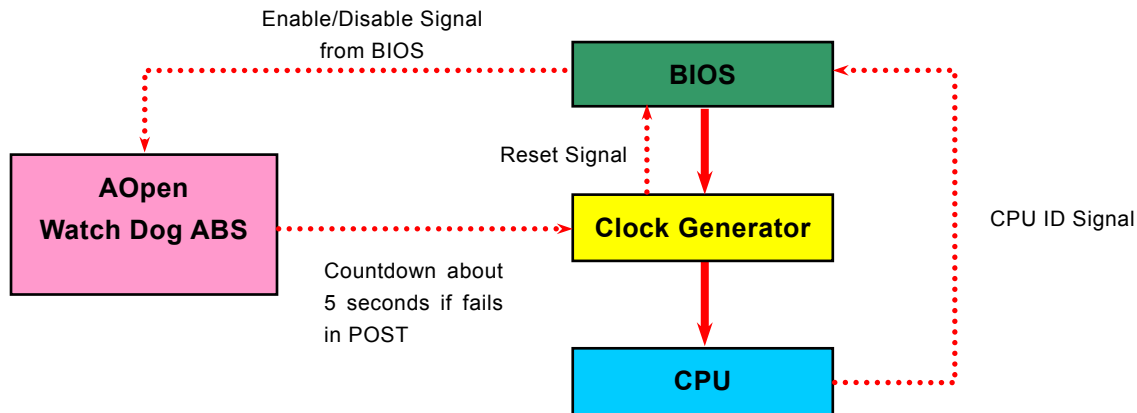 Enable/Disable Signal
from BIOS
BIOS
Reset Signal
AOpen
Watch Dog ABS
Clock Generator
CPU ID Signal
Countdown about
5 seconds if fails
in POST
CPU